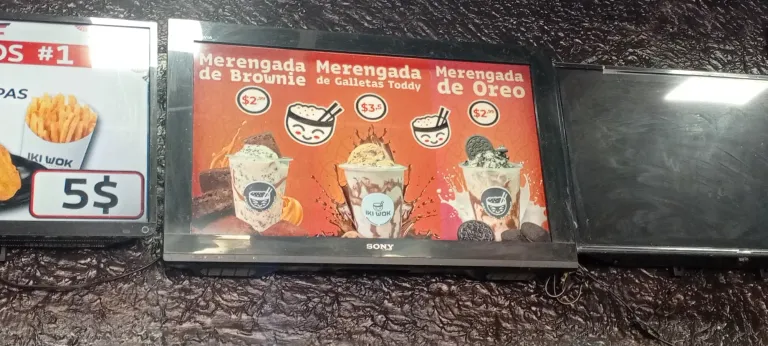 OS #1
PAS
IKI WOK
5$
Merengada
de Brownie
Merengada
de Galletas Toddy
$3.5
IKI WOK
Merengada
de Oreo
SONY